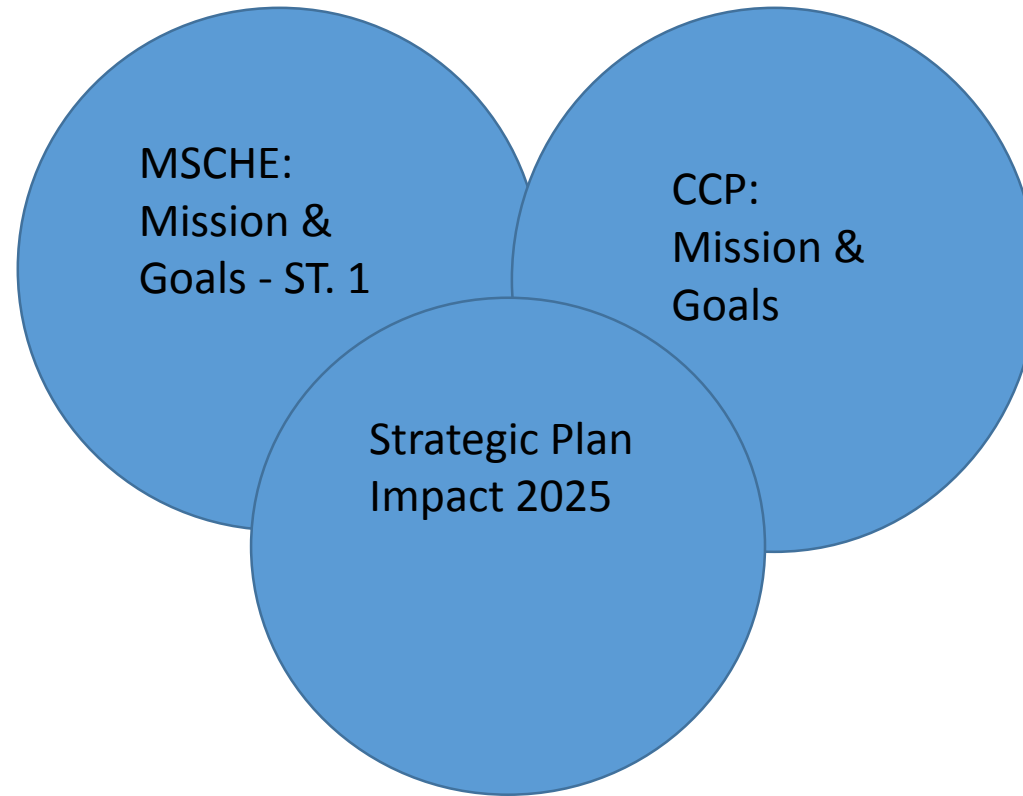 MSCHE:
Mission &
Goals - ST. 1
CCP:
Mission &
Goals
Strategic Plan
Impact 2025